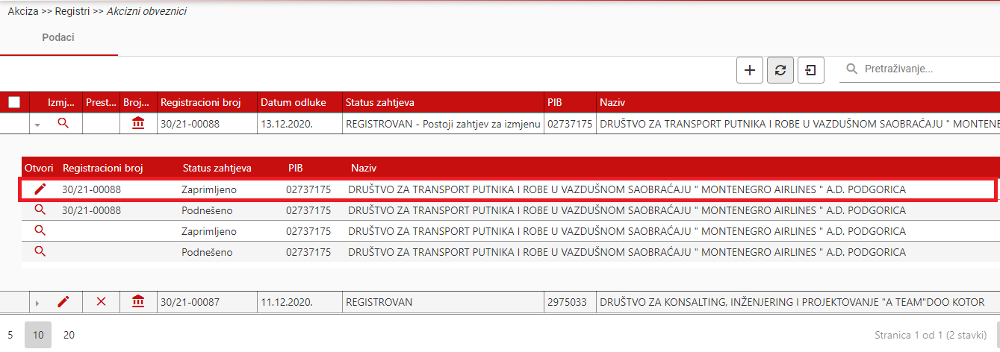 Akciza >> Registri >> Akcizni obveznici
Podaci
Pretraživanje...
Izmj... Prest... Broj... Registracioni broj Datum odluke Status zahtjeva PIB Naziv
30/21-00088 13.12.2020. REGISTROVAN - Postoji zahtjev za izmjenu 02737175 DRUŠTVO ZA TRANSPORT PUTNIKA I ROBE U VAZDUŠNOM SAOBRAĆAJU " MONTENEGRO
Otvori Registracioni broj Status zahtjeva PIB Naziv
30/21-00088 Zaprimljeno 02737175 DRUŠTVO ZA TRANSPORT PUTNIKA I ROBE U VAZDUŠNOM SAOBRAĆAJU " MONTENEGRO AIRLINES " A.D. PODGORICA
30/21-00088 Podnešeno 02737175 DRUŠTVO ZA TRANSPORT PUTNIKA I ROBE U VAZDUŠNOM SAOBRAĆAJU " MONTENEGRO AIRLINES " A.D. PODGORICA
Zaprimljeno 02737175 DRUŠTVO ZA TRANSPORT PUTNIKA I ROBE U VAZDUŠNOM SAOBRAĆAJU " MONTENEGRO AIRLINES " A.D. PODGORICA
Podnešeno 02737175 DRUŠTVO ZA TRANSPORT PUTNIKA I ROBE U VAZDUŠNOM SAOBRAĆAJU " MONTENEGRO AIRLINES " A.D. PODGORICA
30/21-00087 11.12.2020. REGISTROVAN 2975033 DRUŠTVO ZA KONSALTING, INŽENJERING I PROJEKTOVANJE "A TEAM"DOO KOTOR
5 10 20 Stranica 1 od 1 (2 stavki)